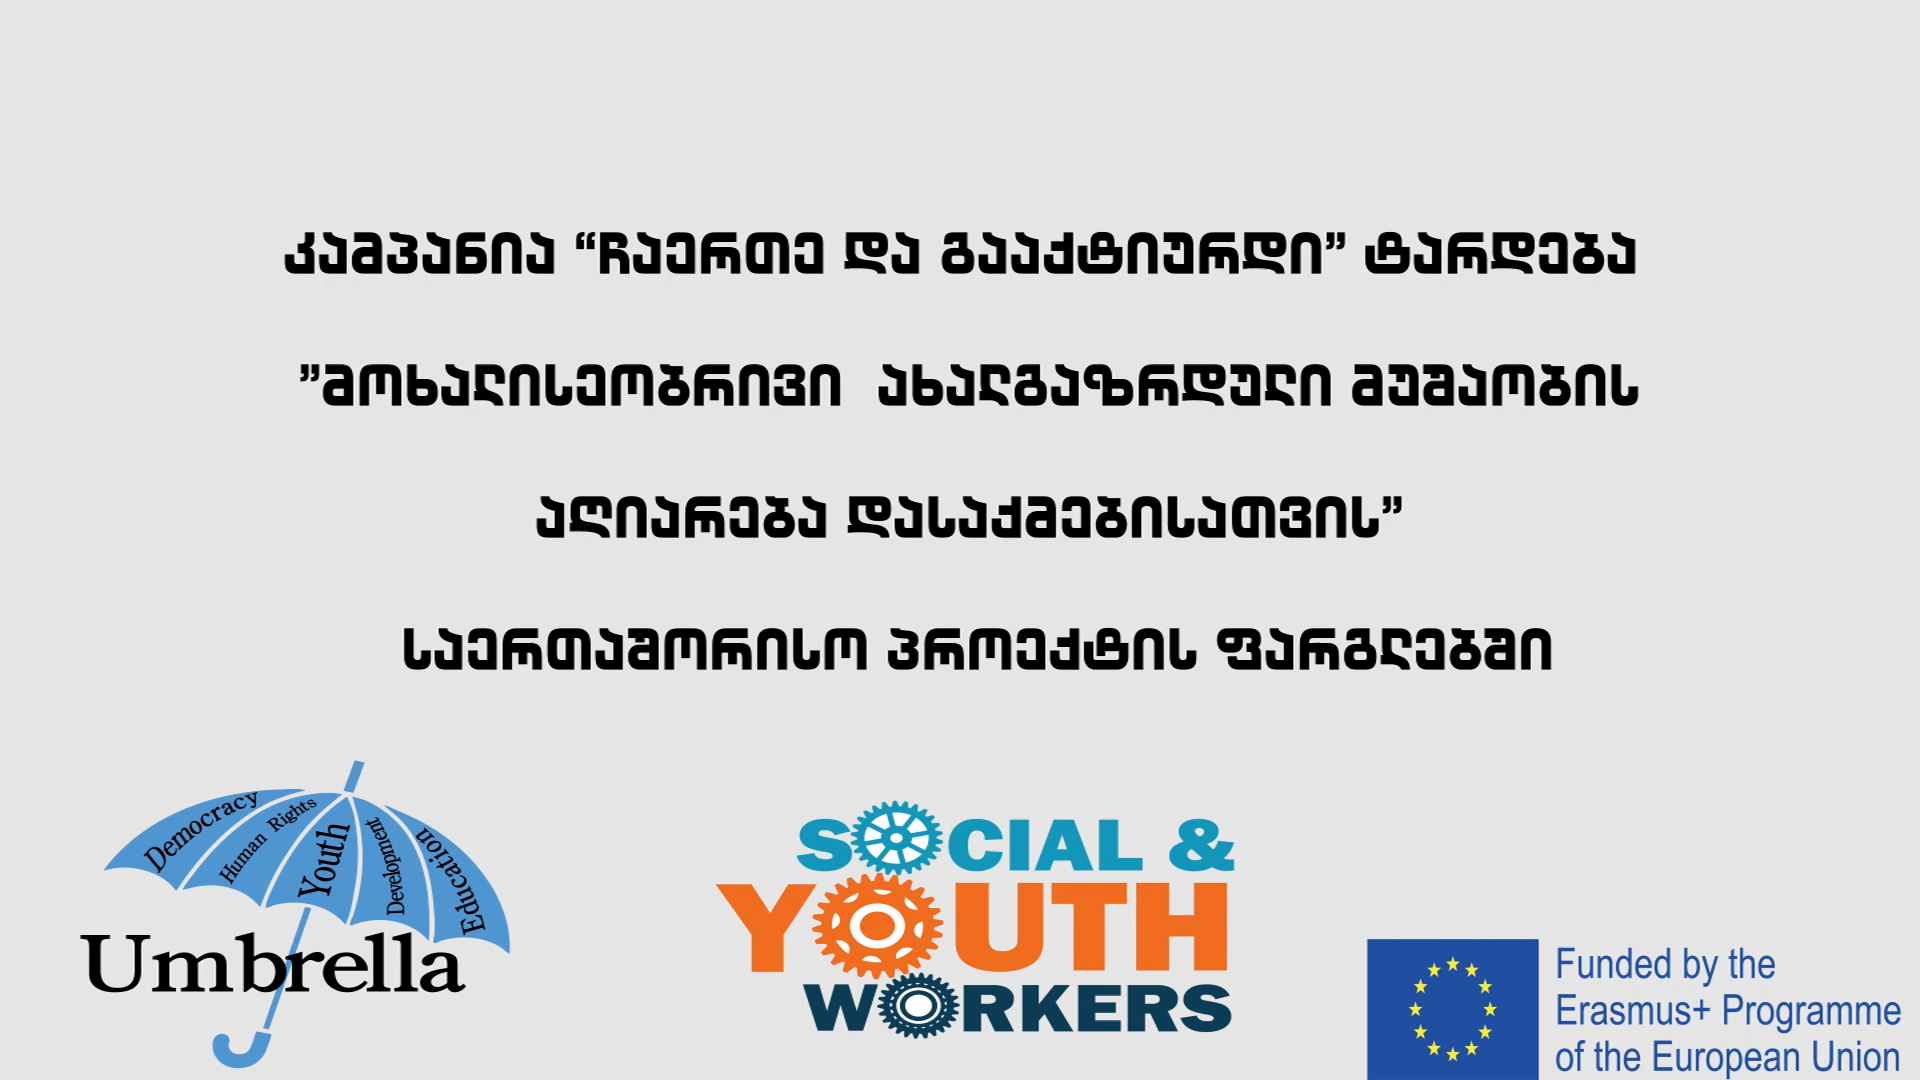 კამპანია “ჩაერთე და გააქტიურდი” ტარდება
”მოხალისეობრივი ახალგაზრდული მუშაობის
აღიარება დასაქმებისათვის”
საერთაშორისო პროექტის ფარგლებში
Democracy
Human Rights
Youth
Development
Education
Umbrella
SOCIAL &
YOUTH
WORKERS
Funded by the
Erasmus+ Programme
of the European Union